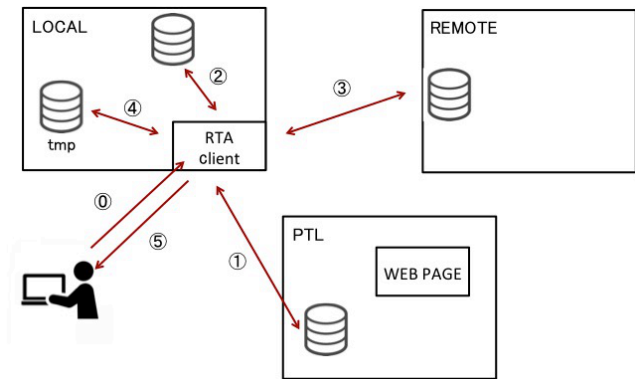 LOCAL
REMOTE
②
③
④
tmp
RTA
client
⓪
⑤
①
PTL
WEB PAGE